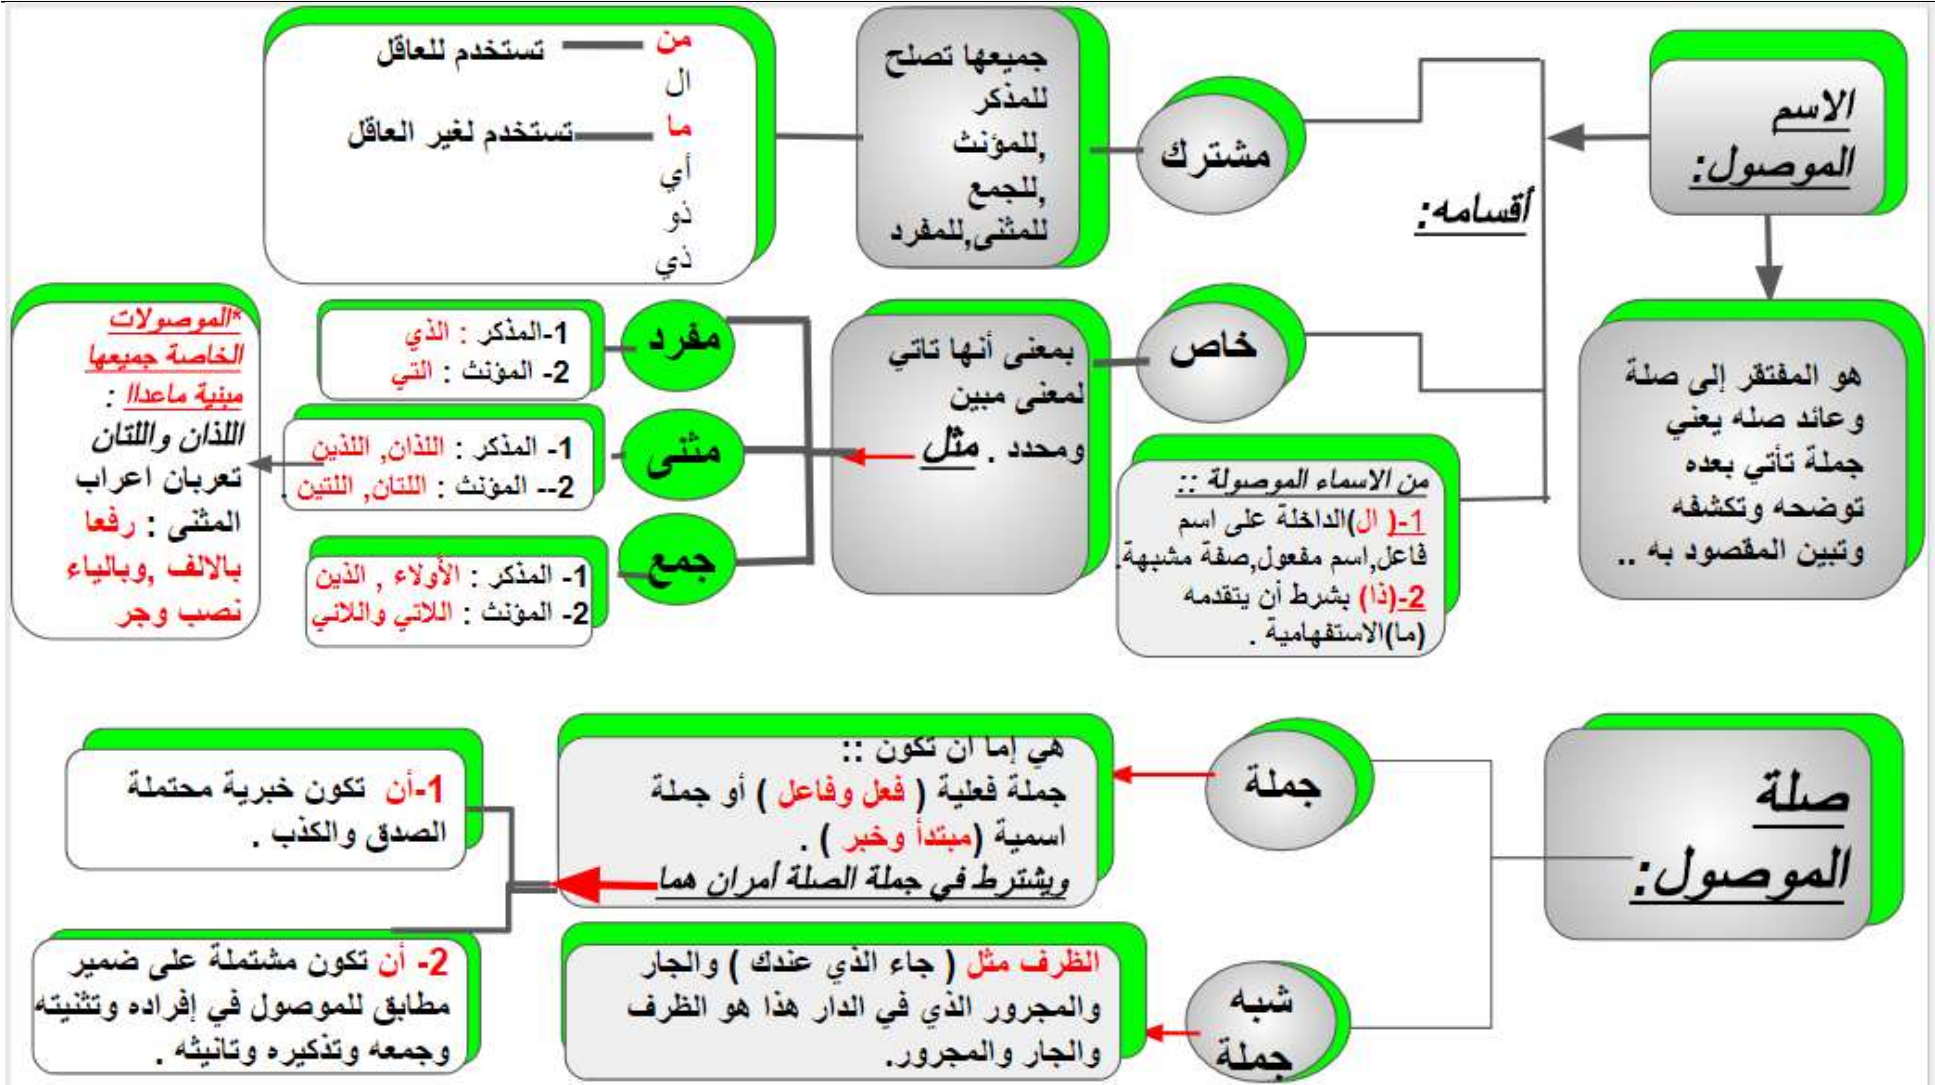 الاسم
الموصول:
هو المفتقر إلى صلة
وعائد صله يعني
جملة تأتي بعده
توضحه وتكشفه
وتبين المقصود به ..
أقسامه:
مشترك
جميعها تصلح
للمذكر
,للمؤنث
,للجمع
للمثنى,للمفرد
من تستخدم للعاقل
ال
ما تستخدم لغير العاقل
أي
ذو
ذي
خاص
بمعنى أنها تاتي
لمعنى مبين
ومحدد . مثل
مفرد
1-المذكر : الذي
2- المؤنث : التي
مثنى
1- المذكر : اللذان, اللذين
2-- المؤنث : اللتان, اللتين .
جمع
1- المذكر : الأولاء , الذين
2- المؤنث : اللاتي واللائي
*الموصولات
الخاصة جميعها
مبنية ماعداا :
اللذان واللتان
تعربان اعراب
المثنى : رفعا
بالالف ,وبالياء
نصب وجر
من الاسماء الموصولة ::
1-( ال)الداخلة على اسم
فاعل,اسم مفعول,صفة مشبهة.
2-(ذا) بشرط أن يتقدمه
(ما)الاستفهامية .
صلة
الموصول:
جملة
هي إما ان تكون ::
جملة فعلية ( فعل وفاعل ) أو جملة
اسمية (مبتدأ وخبر ) .
ويشترط في جملة الصلة أمران هما
1-أن تكون خبرية محتملة
الصدق والكذب .
2- أن تكون مشتملة على ضمير
مطابق للموصول في إفراده وتثنيته
وجمعه وتذكيره وتانيثه .
شبه
جملة
الظرف مثل ( جاء الذي عندك ) والجار
والمجرور الذي في الدار هذا هو الظرف
والجار والمجرور.